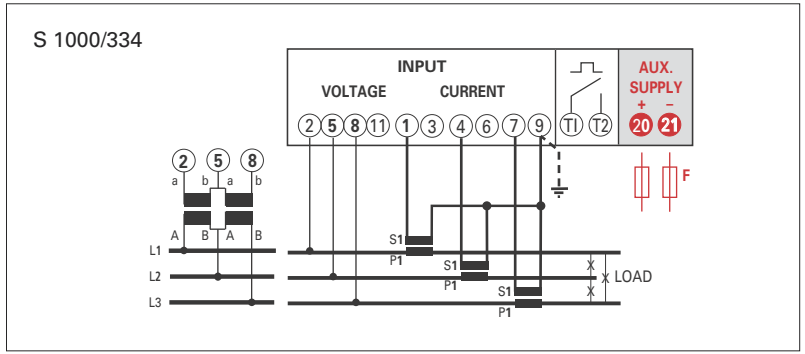 S 1000/334
INPUT
VOLTAGE CURRENT
AUX.
SUPPLY
+ −
2 5 8 11 1 3 4 6 7 9 T1 T2 20 21
2 5 8
a b a b
F
A B A B
S1
L1
P1
S1
L2
LOAD
P1
S1
L3
P1